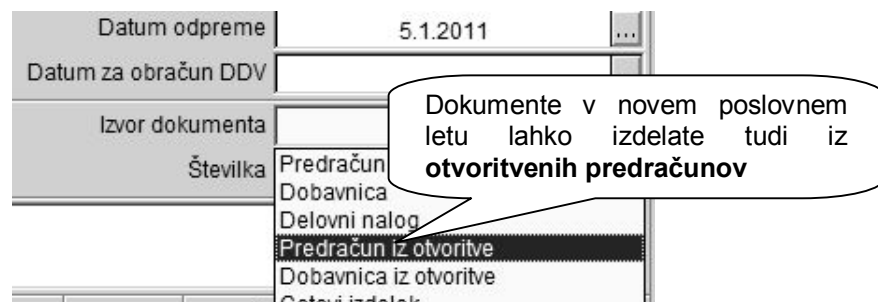 Datum odpreme 5.1.2011 ...
Datum za obračun DDV
Izvor dokumenta
Številka
Dokumente v novem poslovnem
letu lahko izdelate tudi iz
otvoritvenih predračunov
Predračun
Dobavnica
Delovni nalog
Predračun iz otvoritve
Dobavnica iz otvoritve